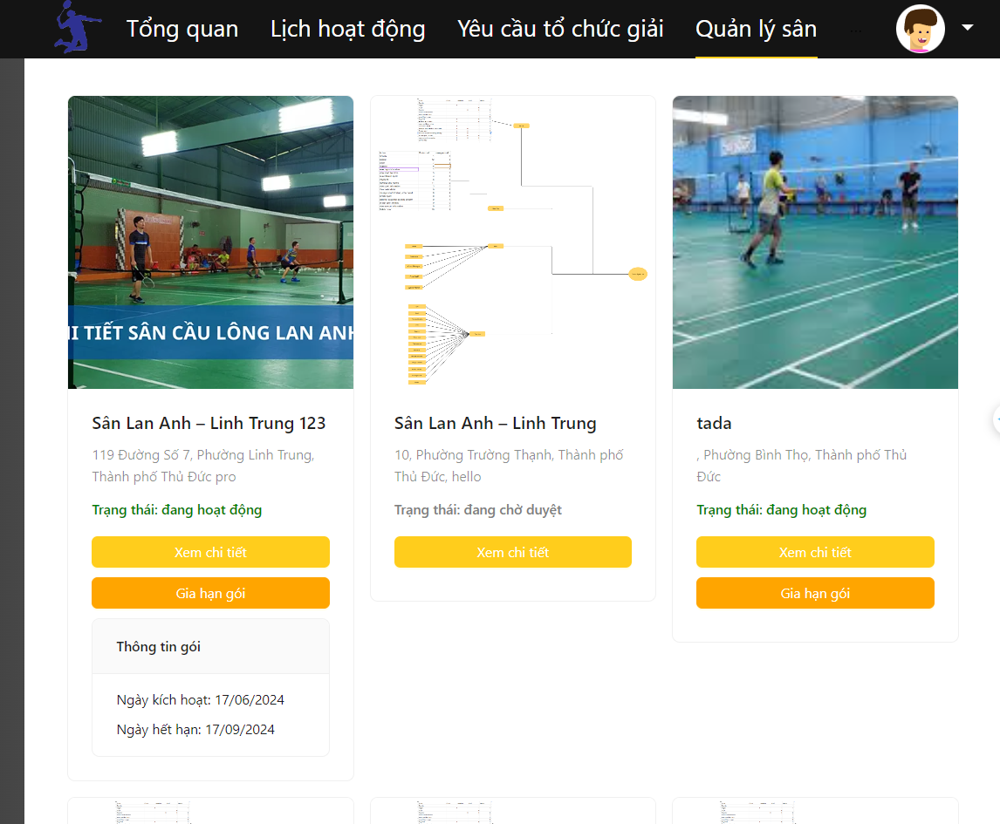 Tổng quan
Lịch hoạt động
Yêu cầu tổ chức giải
Quản lý sân
...
TIẾT SÂN CẦU LÔNG LAN ANH
Sân Lan Anh – Linh Trung 123
119 Đường Số 7, Phường Linh Trung,
Thành phố Thủ Đức pro
Trạng thái: đang hoạt động
Xem chi tiết
Gia hạn gói
Thông tin gói
Ngày kích hoạt: 17/06/2024
Ngày hết hạn: 17/09/2024
Sân Lan Anh – Linh Trung
10, Phường Trường Thạnh, Thành phố
Thủ Đức, hello
Trạng thái: đang chờ duyệt
Xem chi tiết
tada
, Phường Bình Thọ, Thành phố Thủ
Đức
Trạng thái: đang hoạt động
Xem chi tiết
Gia hạn gói